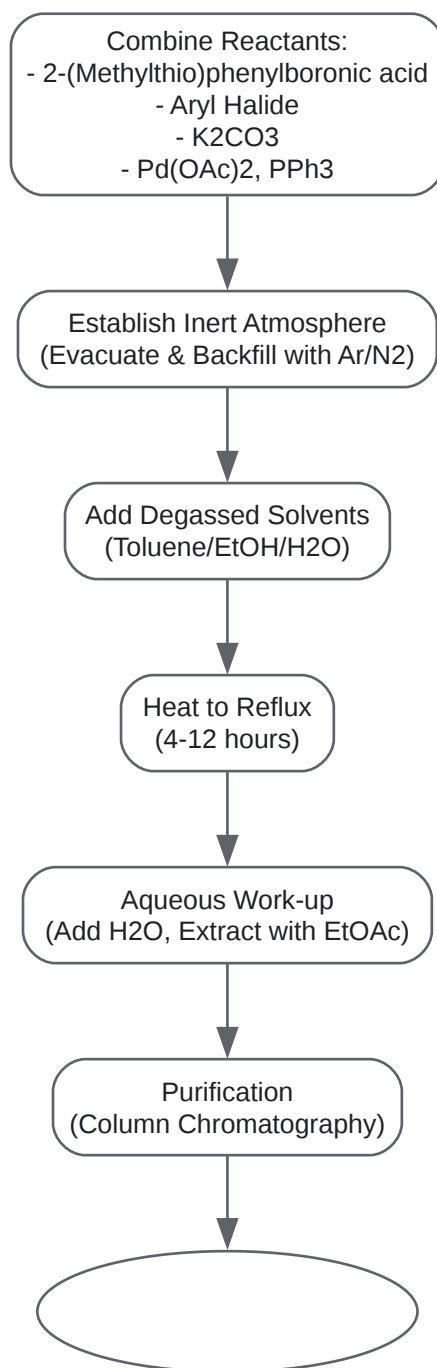 Combine Reactants:
- 2-(Methylthio)phenylboronic acid
- Aryl Halide
- K2CO3
- Pd(OAc)2, PPh3
Establish Inert Atmosphere
(Evacuate & Backfill with Ar/N2)
Add Degassed Solvents
(Toluene/EtOH/H2O)
Heat to Reflux
(4-12 hours)
Aqueous Work-up
(Add H2O, Extract with EtOAc)
Purification
(Column Chromatography)